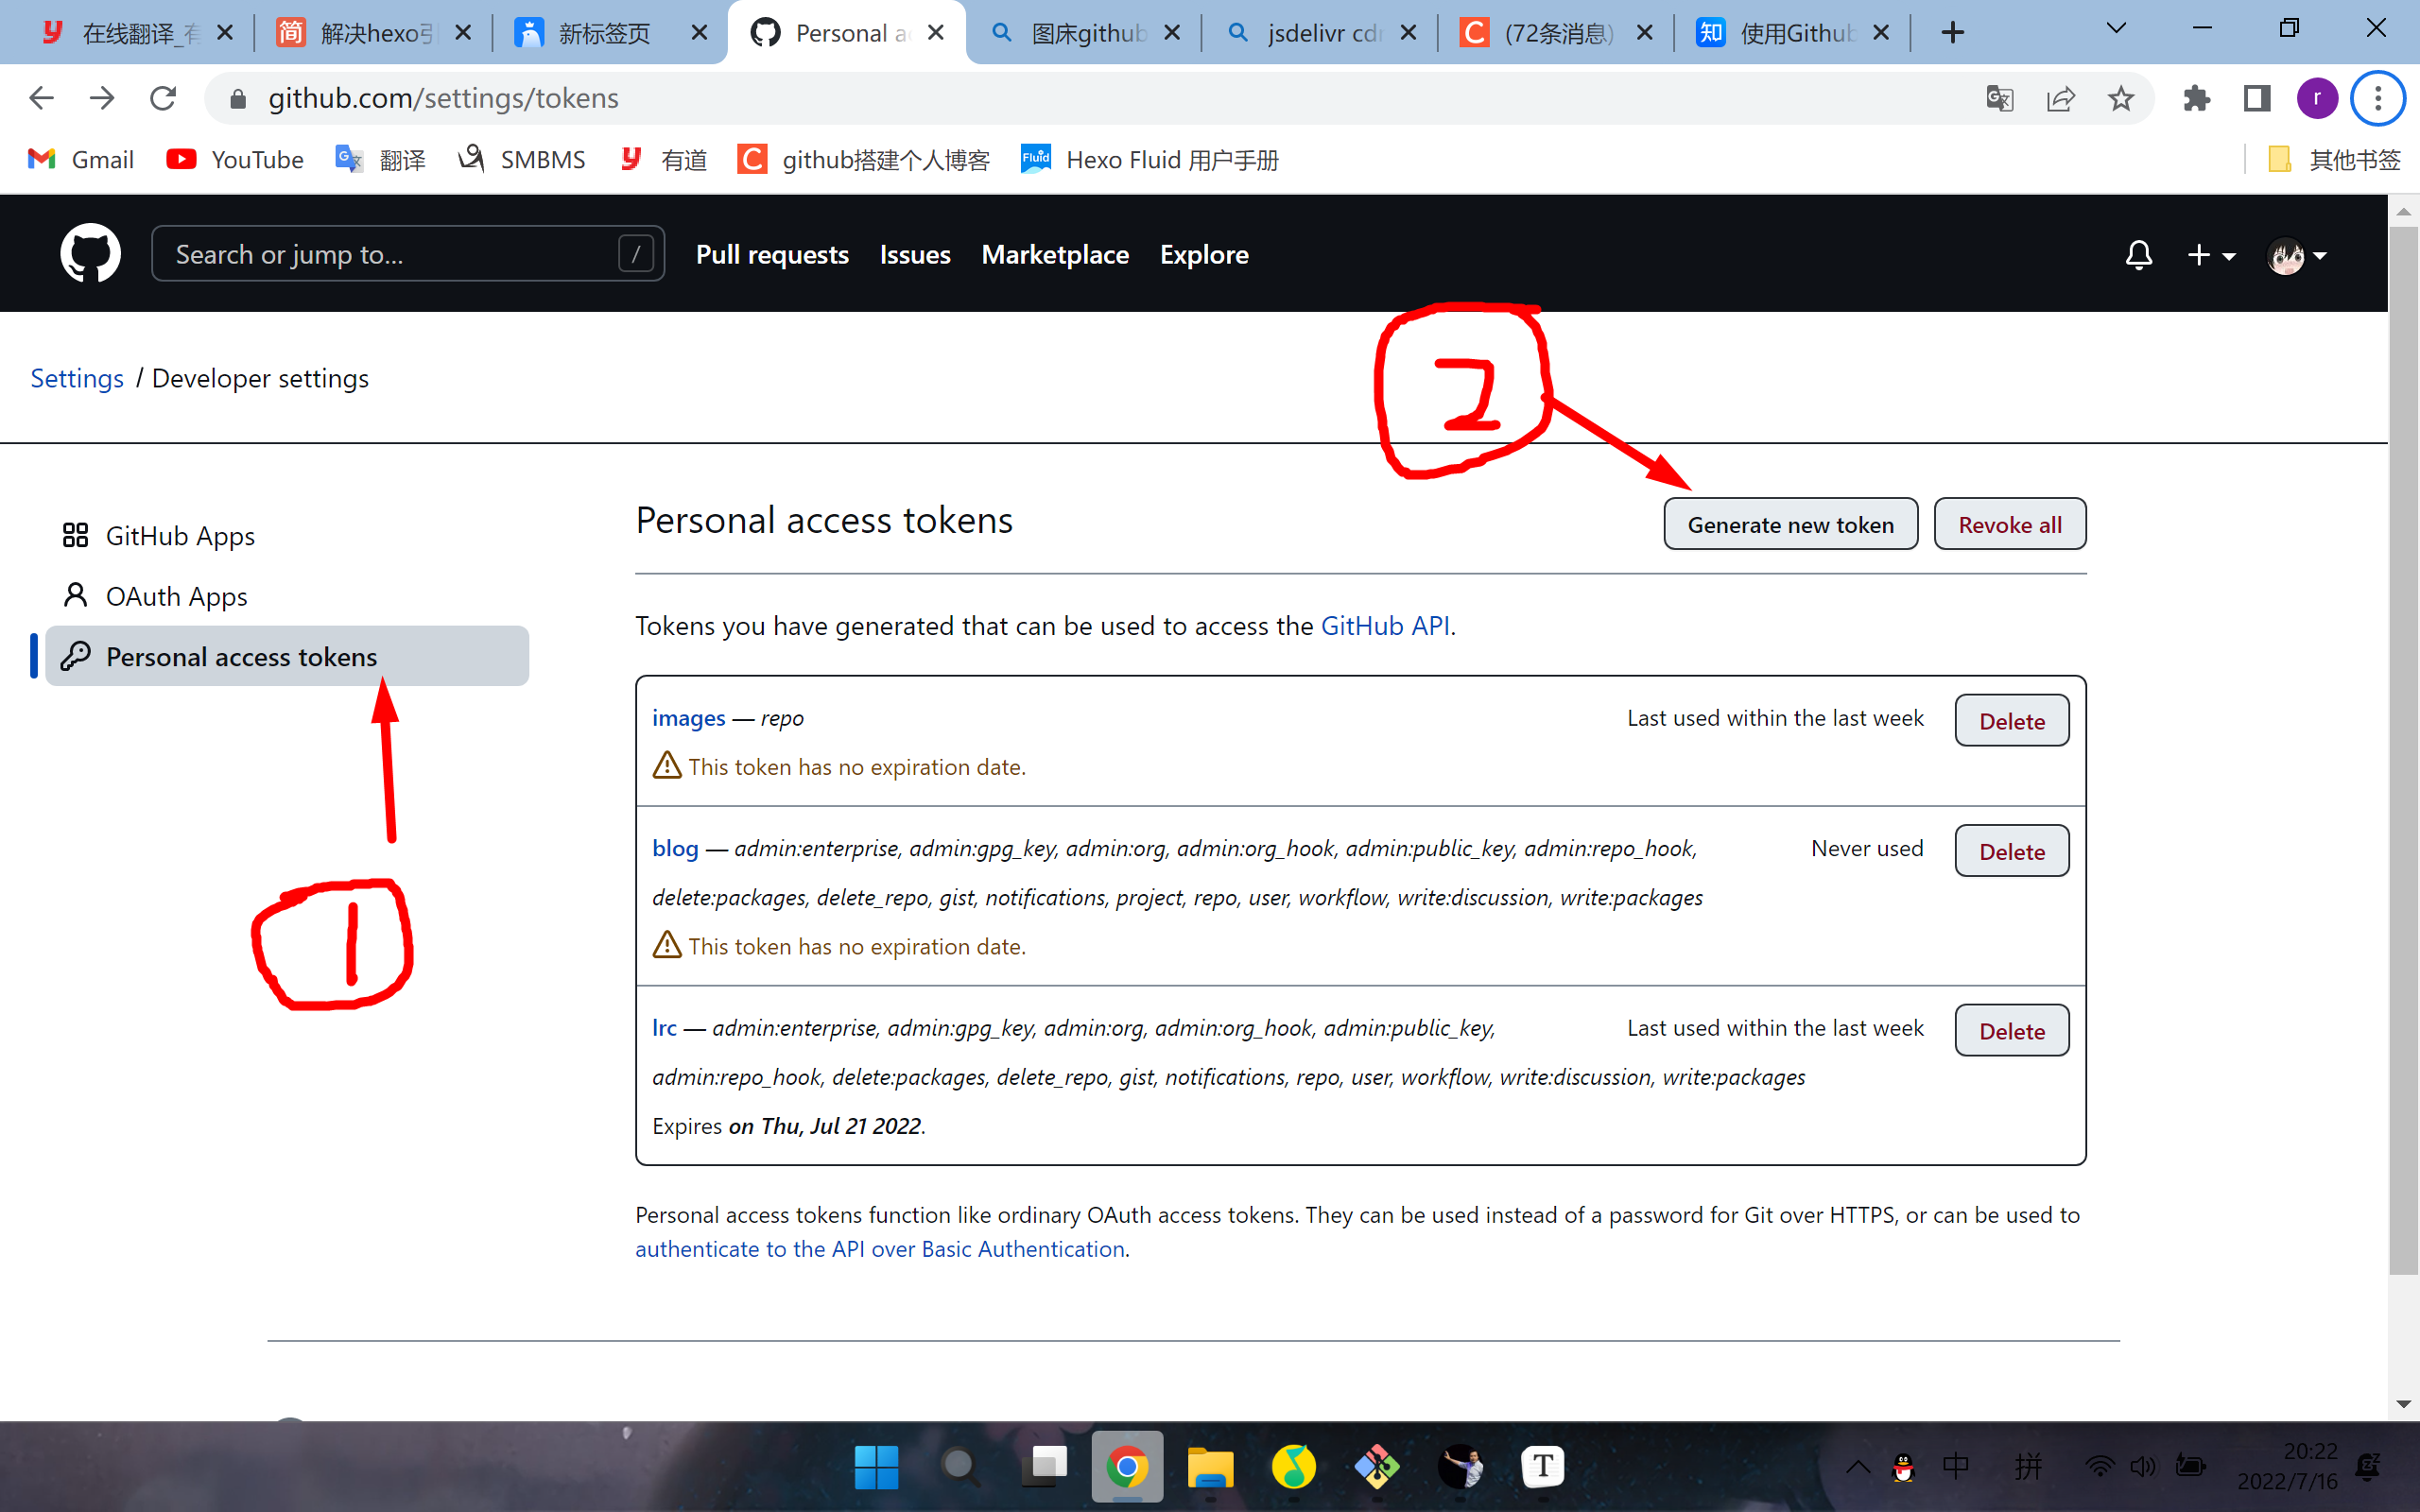 在线翻译_有
解决hexo引
新标签页
Personal a
图床github
jsdelivr cd
(72条消息)
使用Github
github.com/settings/tokens
Gmail
YouTube
翻译
SMBMS
有道
github搭建个人博客
Fluid
Hexo Fluid 用户手册
其他书签
Search or jump to...
/
Pull requests
Issues
Marketplace
Explore
Settings / Developer settings
2
GitHub Apps
OAuth Apps
Personal access tokens
1
Personal access tokens
Generate new token
Revoke all
Tokens you have generated that can be used to access the GitHub API.
images — repo
Last used within the last week
Delete
This token has no expiration date.
blog — admin:enterprise, admin:gpg_key, admin:org, admin:org_hook, admin:public_key, admin:repo_hook,
Never used
Delete
delete:packages, delete_repo, gist, notifications, project, repo, user, workflow, write:discussion, write:packages
This token has no expiration date.
lrc — admin:enterprise, admin:gpg_key, admin:org, admin:org_hook, admin:public_key,
Last used within the last week
Delete
admin:repo_hook, delete:packages, delete_repo, gist, notifications, repo, user, workflow, write:discussion, write:packages
Expires on Thu, Jul 21 2022.
Personal access tokens function like ordinary OAuth access tokens. They can be used instead of a password for Git over HTTPS, or can be used to
authenticate to the API over Basic Authentication.
T
中
拼
20:22
2022/7/16